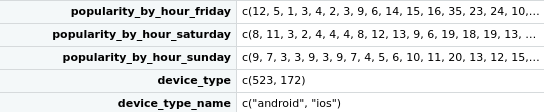 popularity_by_hour_friday c(12, 5, 1, 3, 4, 2, 3, 9, 6, 14, 15, 16, 35, 23, 24, 10,...
popularity_by_hour_saturday c(8, 11, 3, 2, 4, 4, 4, 8, 12, 13, 9, 6, 19, 18, 19, 13, ...
popularity_by_hour_sunday c(9, 7, 3, 3, 9, 3, 9, 7, 4, 5, 6, 10, 11, 20, 13, 12, 15,...
device_type c(523, 172)
device_type_name c("android", "ios")